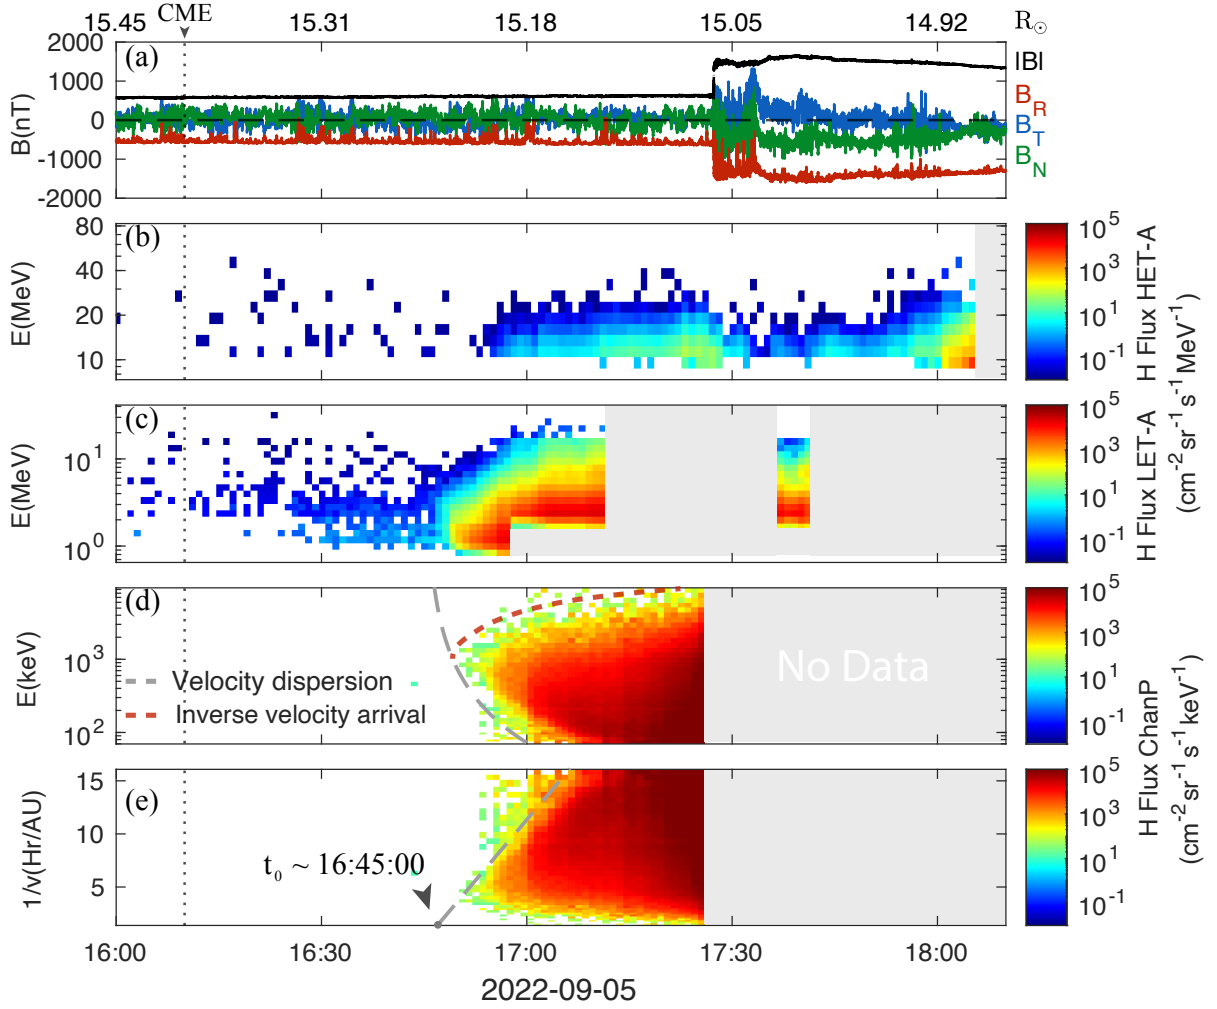 CME
15.45 15.31 15.18 15.05 14.92 R☉
(a)
B(nT)
2000
1000
0
-1000
-2000
|B|
B_R
B_T
B_N
(b)
E(MeV)
80
40
20
10
10^5
10^3
10^1
10^-1
H Flux HET-A
(c)
E(MeV)
10^1
10^0
10^5
10^3
10^1
10^-1
H Flux LET-A
(cm^-2 sr^-1 s^-1 MeV^-1)
(d)
E(keV)
10^3
10^2
Velocity dispersion
Inverse velocity arrival
No Data
10^5
10^3
10^1
10^-1
(e)
1/v(Hr/AU)
15
10
5
t_0 ~ 16:45:00
10^5
10^3
10^1
10^-1
H Flux ChanP
(cm^-2 sr^-1 s^-1 keV^-1)
16:00 16:30 17:00 17:30 18:00
2022-09-05